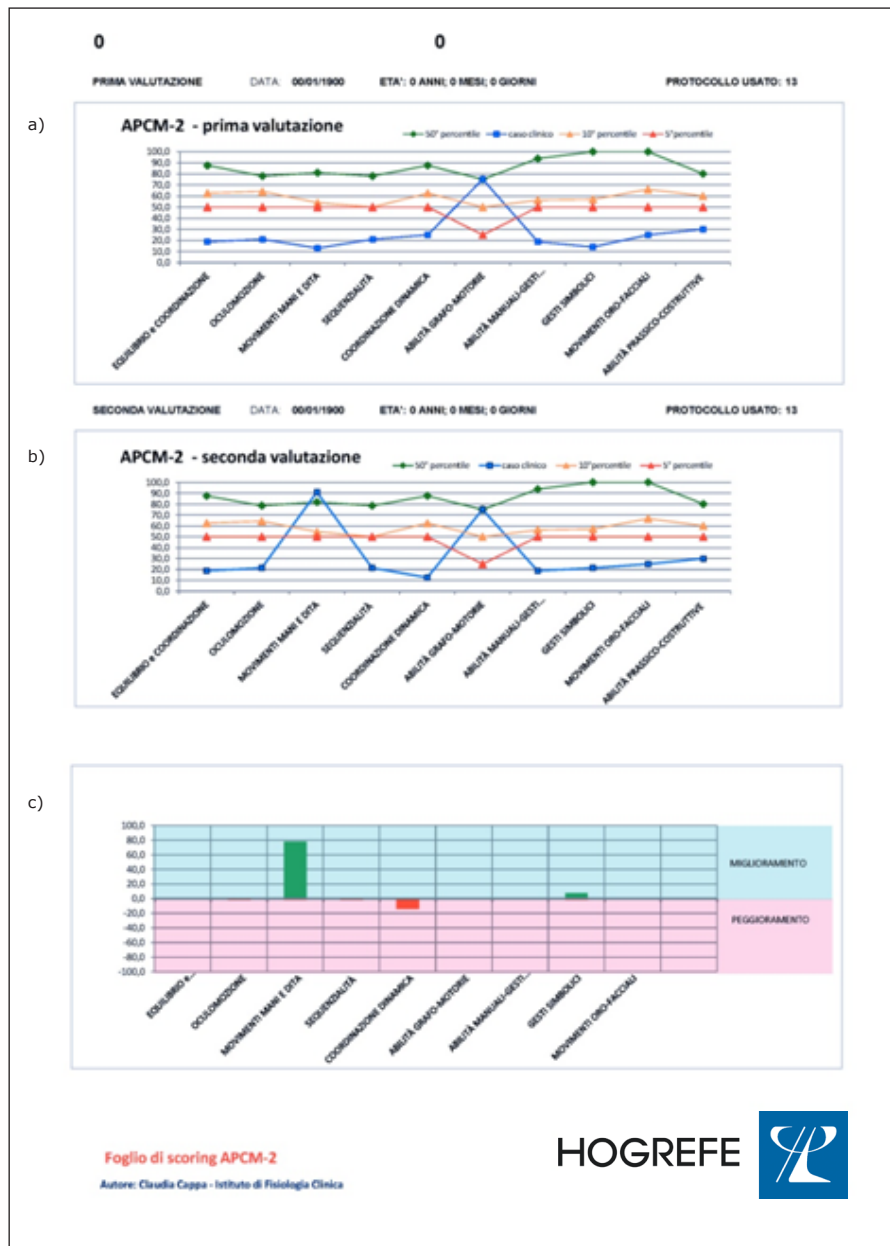 0 0
PRIMA VALUTAZIONE DATA: 00/01/1900 ETA': 0 ANNI; 0 MESI; 0 GIORNI PROTOCOLLO USATO: 13
a)
APCM-2 - prima valutazione
50° percentile caso clinico 10° percentile 5°percentile
100,0
90,0
80,0
70,0
60,0
50,0
40,0
30,0
20,0
10,0
0,0
EQUILIBRIO e COORDINAZIONE
OCULOMOZIONE
MOVIMENTI MANI E DITA
SEQUENZIALITÀ
COORDINAZIONE DINAMICA
ABILITÀ GRAFO-MOTORIE
ABILITÀ MANUALI-GESTI...
GESTI SIMBOLICI
MOVIMENTI ORO-FACCIALI
ABILITÀ PRASSICO-COSTRUTTIVE
SECONDA VALUTAZIONE DATA: 00/01/1900 ETA': 0 ANNI; 0 MESI; 0 GIORNI PROTOCOLLO USATO: 13
b)
APCM-2 - seconda valutazione
50° percentile caso clinico 10°percentile 5° percentile
100,0
90,0
80,0
70,0
60,0
50,0
40,0
30,0
20,0
10,0
0,0
EQUILIBRIO e COORDINAZIONE
OCULOMOZIONE
MOVIMENTI MANI E DITA
SEQUENZIALITÀ
COORDINAZIONE DINAMICA
ABILITÀ GRAFO-MOTORIE
ABILITÀ MANUALI-GESTI...
GESTI SIMBOLICI
MOVIMENTI ORO-FACCIALI
ABILITÀ PRASSICO-COSTRUTTIVE
c)
100,0
80,0
60,0
40,0
20,0
0,0
-20,0
-40,0
-60,0
-80,0
-100,0
MIGLIORAMENTO
PEGGIORAMENTO
EQUILIBRIO e...
OCULOMOZIONE
MOVIMENTI MANI E DITA
SEQUENZIALITÀ
COORDINAZIONE DINAMICA
ABILITÀ GRAFO-MOTORIE
ABILITÀ MANUALI-GESTI...
GESTI SIMBOLICI
MOVIMENTI ORO-FACCIALI
Foglio di scoring APCM-2
Autore: Claudia Cappa - Istituto di Fisiologia Clinica
HOGREFE